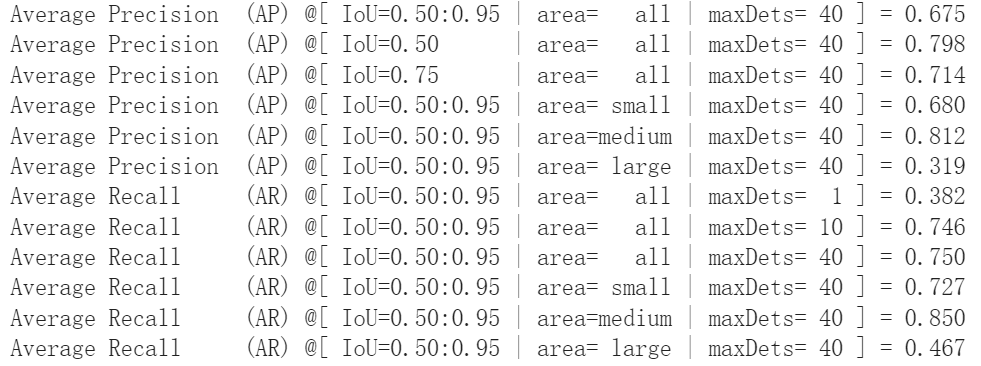 Average Precision  (AP) @[ IoU=0.50:0.95 | area=   all | maxDets= 40 ] = 0.675
Average Precision  (AP) @[ IoU=0.50      | area=   all | maxDets= 40 ] = 0.798
Average Precision  (AP) @[ IoU=0.75      | area=   all | maxDets= 40 ] = 0.714
Average Precision  (AP) @[ IoU=0.50:0.95 | area= small | maxDets= 40 ] = 0.680
Average Precision  (AP) @[ IoU=0.50:0.95 | area=medium | maxDets= 40 ] = 0.812
Average Precision  (AP) @[ IoU=0.50:0.95 | area= large | maxDets= 40 ] = 0.319
Average Recall     (AR) @[ IoU=0.50:0.95 | area=   all | maxDets=  1 ] = 0.382
Average Recall     (AR) @[ IoU=0.50:0.95 | area=   all | maxDets= 10 ] = 0.746
Average Recall     (AR) @[ IoU=0.50:0.95 | area=   all | maxDets= 40 ] = 0.750
Average Recall     (AR) @[ IoU=0.50:0.95 | area= small | maxDets= 40 ] = 0.727
Average Recall     (AR) @[ IoU=0.50:0.95 | area=medium | maxDets= 40 ] = 0.850
Average Recall     (AR) @[ IoU=0.50:0.95 | area= large | maxDets= 40 ] = 0.467